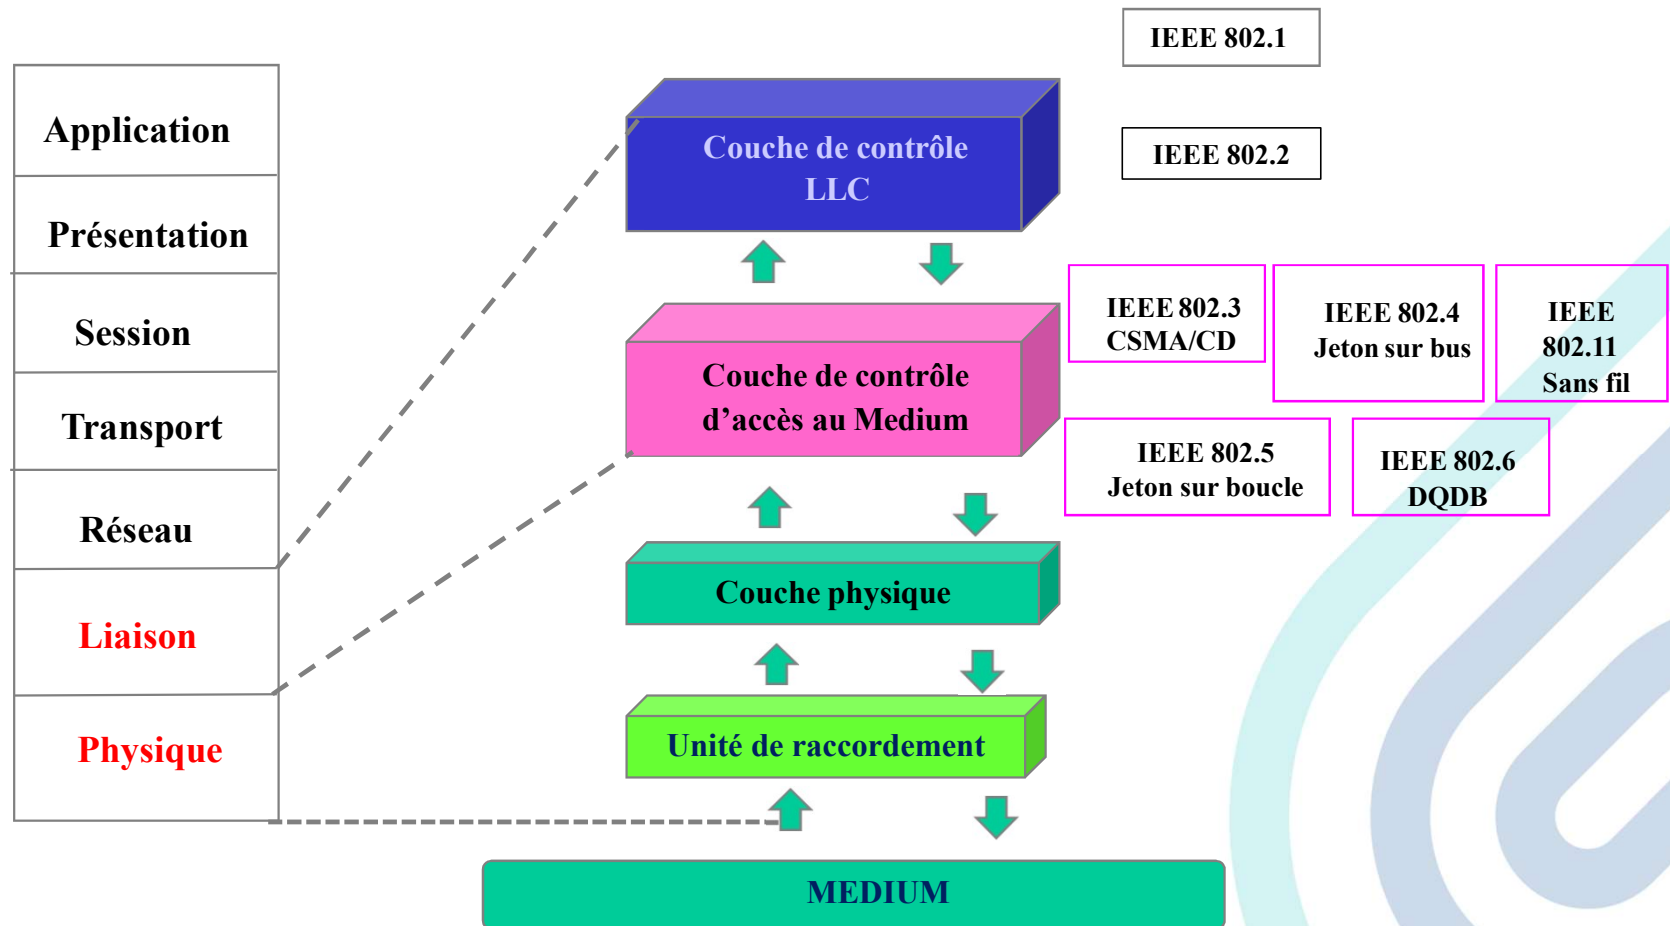 Application
Présentation
Session
Transport
Réseau
Liaison
Physique
Couche de contrôle
LLC
Couche de contrôle
d’accès au Medium
Couche physique
Unité de raccordement
MEDIUM
IEEE 802.1
IEEE 802.2
IEEE 802.3
CSMA/CD
IEEE 802.4
Jeton sur bus
IEEE
802.11
Sans fil
IEEE 802.5
Jeton sur boucle
IEEE 802.6
DQDB